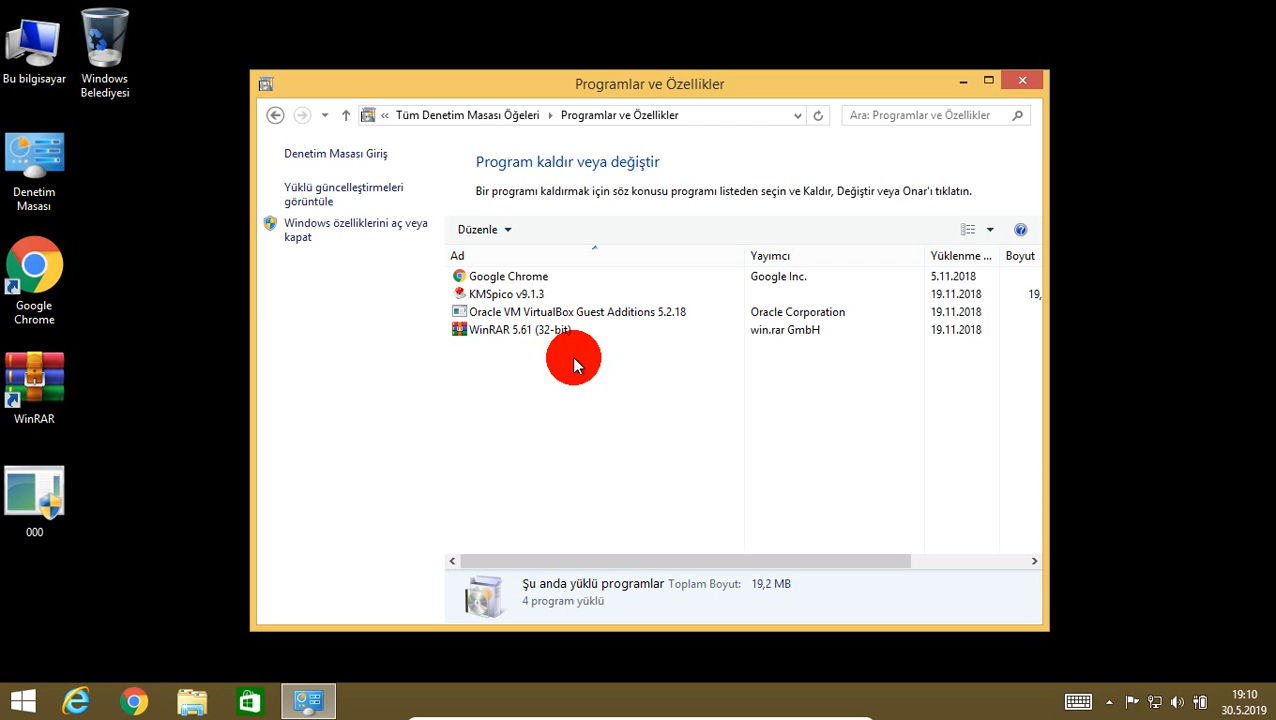 Bu bilgisayar
Windows
Belediyesi
Denetim
Masası
Google
Chrome
WinRAR
000
Programlar ve Özellikler
«  Tüm Denetim Masası Öğeleri  Programlar ve Özellikler
Ara: Programlar ve Özellikler
Denetim Masası Giriş
Yüklü güncelleştirmeleri
görüntüle
Windows özelliklerini aç veya
kapat
Program kaldır veya değiştir
Bir programı kaldırmak için söz konusu programı listeden seçin ve Kaldır, Değiştir veya Onar'ı tıklatın.
Düzenle
Ad Yayımcı Yüklenme ... Boyut
Google Chrome Google Inc. 5.11.2018
KMSpico v9.1.3 19.11.2018 19,
Oracle VM VirtualBox Guest Additions 5.2.18 Oracle Corporation 19.11.2018
WinRAR 5.61 (32-bit) win.rar GmbH 19.11.2018
Şu anda yüklü programlar Toplam Boyut: 19,2 MB
4 program yüklü
19:10
30.5.2019